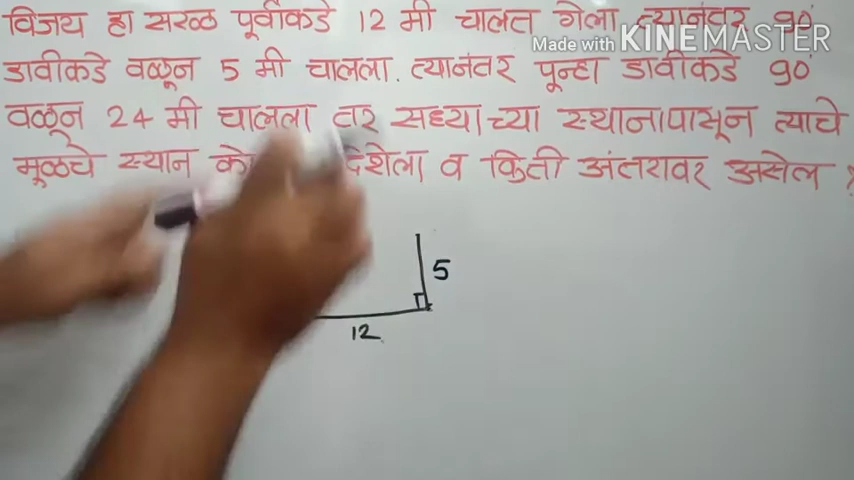 विजय हा सरळ पूर्वेकडे 12 मी चालत गेला त्यानंतर 90°
Made with KINEMASTER
डावीकडे वळून 5 मी चालला. त्यानंतर पून्हा डावीकडे 90°
वळून 24 मी चालला तर सध्याच्या स्थानापासून त्याचे
मूळचे स्थान व किती अंतरावर असेल ?
5
12